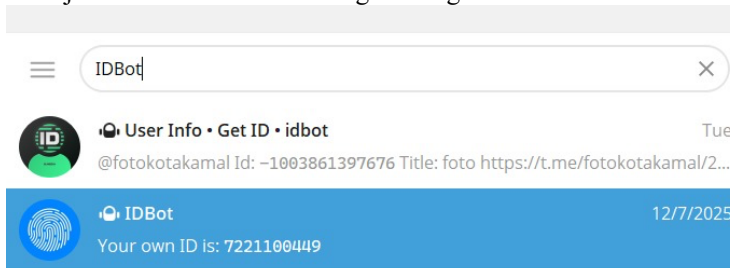 IDBot
User Info • Get ID • idbot Tue
@fotokotakamal Id: -1003861397676 Title: foto https://t.me/fotokotakamal/2...
ID
IDBot 12/7/2025
Your own ID is: 7221100449